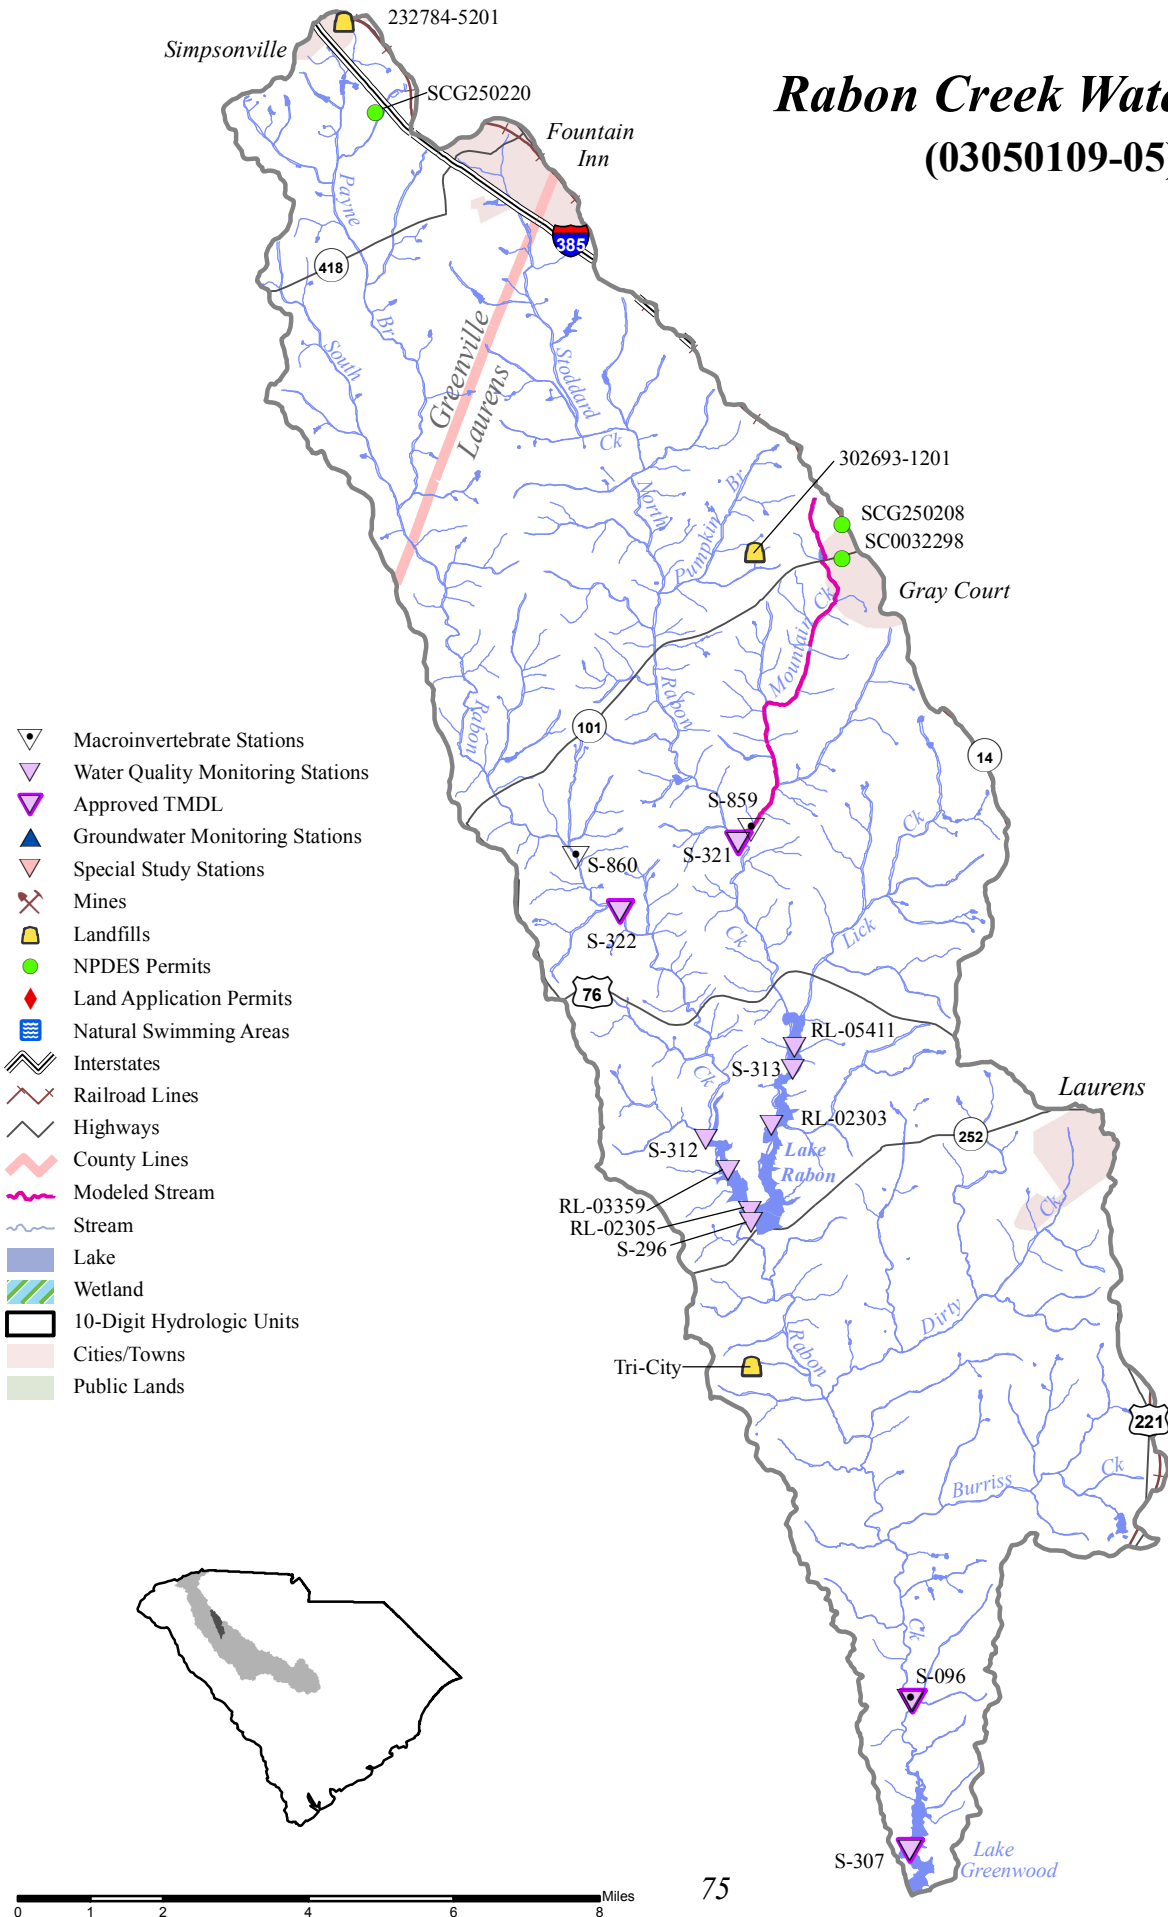 232784-5201
Simpsonville
SCG250220
Rabon Creek Wat
(03050109-05)
Fountain
Inn
Payne
385
418
Br
South
Greenville
Laurens
Stoddard
Ck
302693-1201
Br
North
Pumpkin
SCG250208
SC0032298
Gray Court
Ck
Mountain
Rabon
Rabon
101
14
Macroinvertebrate Stations
Water Quality Monitoring Stations
Approved TMDL
Groundwater Monitoring Stations
Special Study Stations
Mines
Landfills
NPDES Permits
Land Application Permits
Natural Swimming Areas
Interstates
Railroad Lines
Highways
County Lines
Modeled Stream
Stream
Lake
Wetland
10-Digit Hydrologic Units
Cities/Towns
Public Lands
S-859
Ck
S-321
S-860
Lick
Ck
S-322
76
RL-05411
S-313
Ck
Laurens
RL-02303
252
S-312
Lake
Rabon
RL-03359
RL-02305
S-296
Ck
Dirty
Rabon
Tri-City
221
Ck
Burriss
Ck
S-096
S-307
Lake
Greenwood
75
Miles
0 1 2 4 6 8